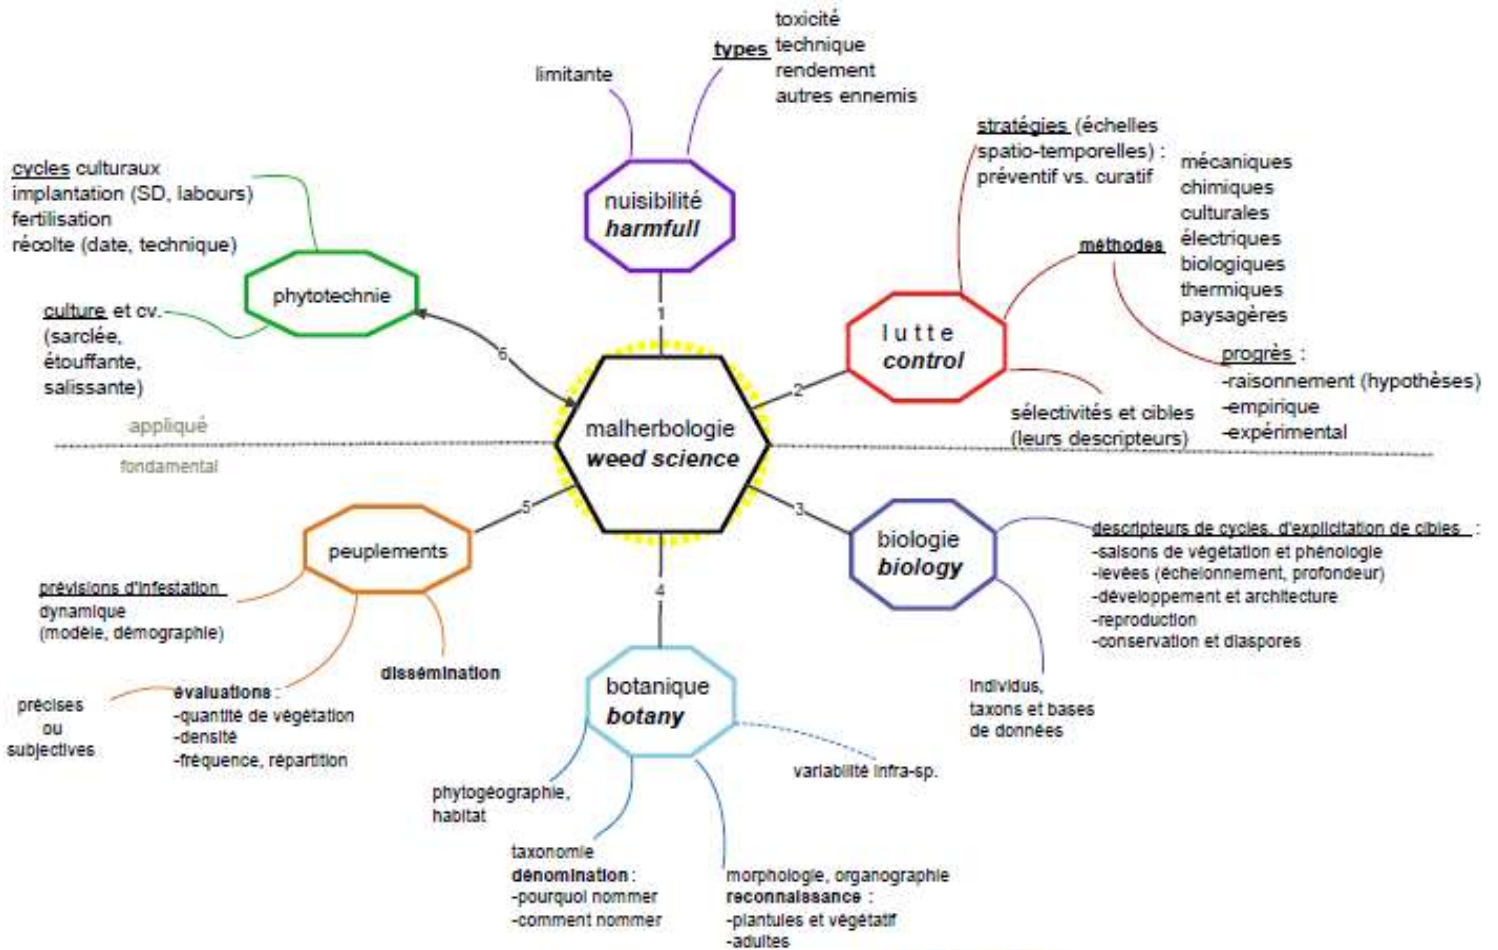 toxicité
types technique
rendement
autres ennemis
limitante
nuisibilité
harmfull
1
stratégies (échelles
spatio-temporelles) :
préventif vs. curatif
méthodes
mécaniques
chimiques
culturales
électriques
biologiques
thermiques
paysagères
progrès :
-raisonnement (hypothèses)
-empirique
-expérimental
sélectivités et cibles
(leurs descripteurs)
lutte
control
2
cycles culturaux
implantation (SD, labours)
fertilisation
récolte (date, technique)
phytotechnie
culture et cv.
(sarclée,
étouffante,
salissante)
6
appliqué
fondamental
malherbologie
weed science
5
peuplements
prévisions d'infestation
dynamique
(modèle, démographie)
dissémination
évaluations :
-quantité de végétation
-densité
-fréquence, répartition
précises
ou
subjectives
3
biologie
biology
descripteurs de cycles, d'explicitation de cibles :
-saisons de végétation et phénologie
-levées (échelonnement, profondeur)
-développement et architecture
-reproduction
-conservation et diaspores
individus,
taxons et bases
de données
4
botanique
botany
variabilité infra-sp.
phytogéographie,
habitat
taxonomie
dénomination :
-pourquoi nommer
-comment nommer
morphologie, organographie
reconnaissance :
-plantules et végétatif
-adultes